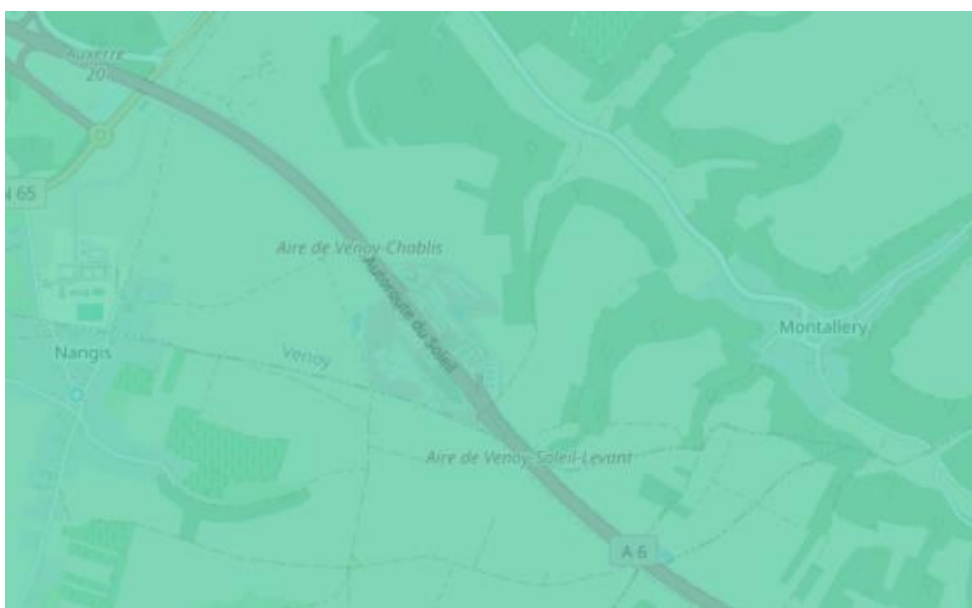 Auxerre
20
N 65
Aire de Venoy-Chablis
Autoroute du Soleil
Montallery
Nangis
Venoy
Aire de Venoy-Soleil-Levant
A 6